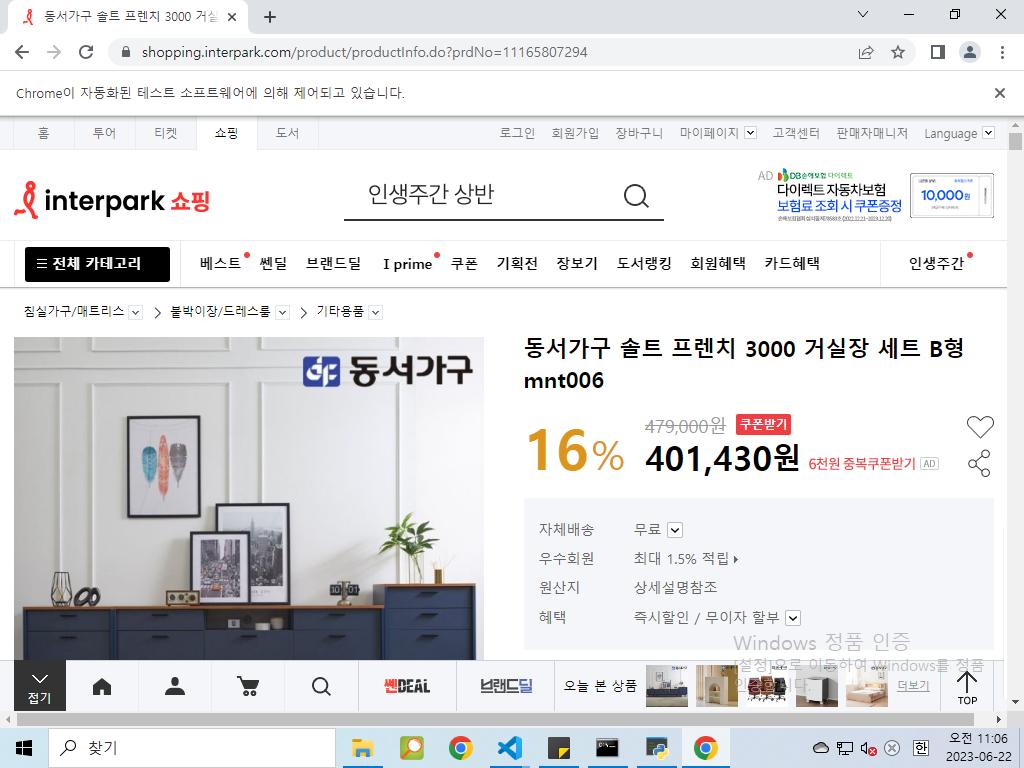 동서가구 솔트 프렌치 3000 거실
shopping.interpark.com/product/productInfo.do?prdNo=11165807294
Chrome이 자동화된 테스트 소프트웨어에 의해 제어되고 있습니다.
홈 투어 티켓 쇼핑 도서 로그인 회원가입 장바구니 마이페이지 고객센터 판매자매니저 Language
interpark 쇼핑
인생주간 상반
AD DB손해보험 다이렉트
다이렉트 자동차보험
보험료 조회 시 쿠폰증정
10,000원
전체 카테고리 베스트 쎈딜 브랜드딜 I prime 쿠폰 기획전 장보기 도서랭킹 회원혜택 카드혜택 인생주간
침실가구/매트리스 붙박이장/드레스룸 기타용품
동서가구
동서가구 솔트 프렌치 3000 거실장 세트 B형
mnt006
16% 479,000원 쿠폰받기
401,430원 6천원 중복쿠폰받기 AD
자체배송 무료
우수회원 최대 1.5% 적립
원산지 상세설명참조
혜택 즉시할인 / 무이자 할부
Windows 정품 인증
[설정]으로 이동하여 Windows를 정품
접기 쎈DEAL 브랜드딜 오늘 본 상품 더보기 TOP
찾기
한
오전 11:06
2023-06-22